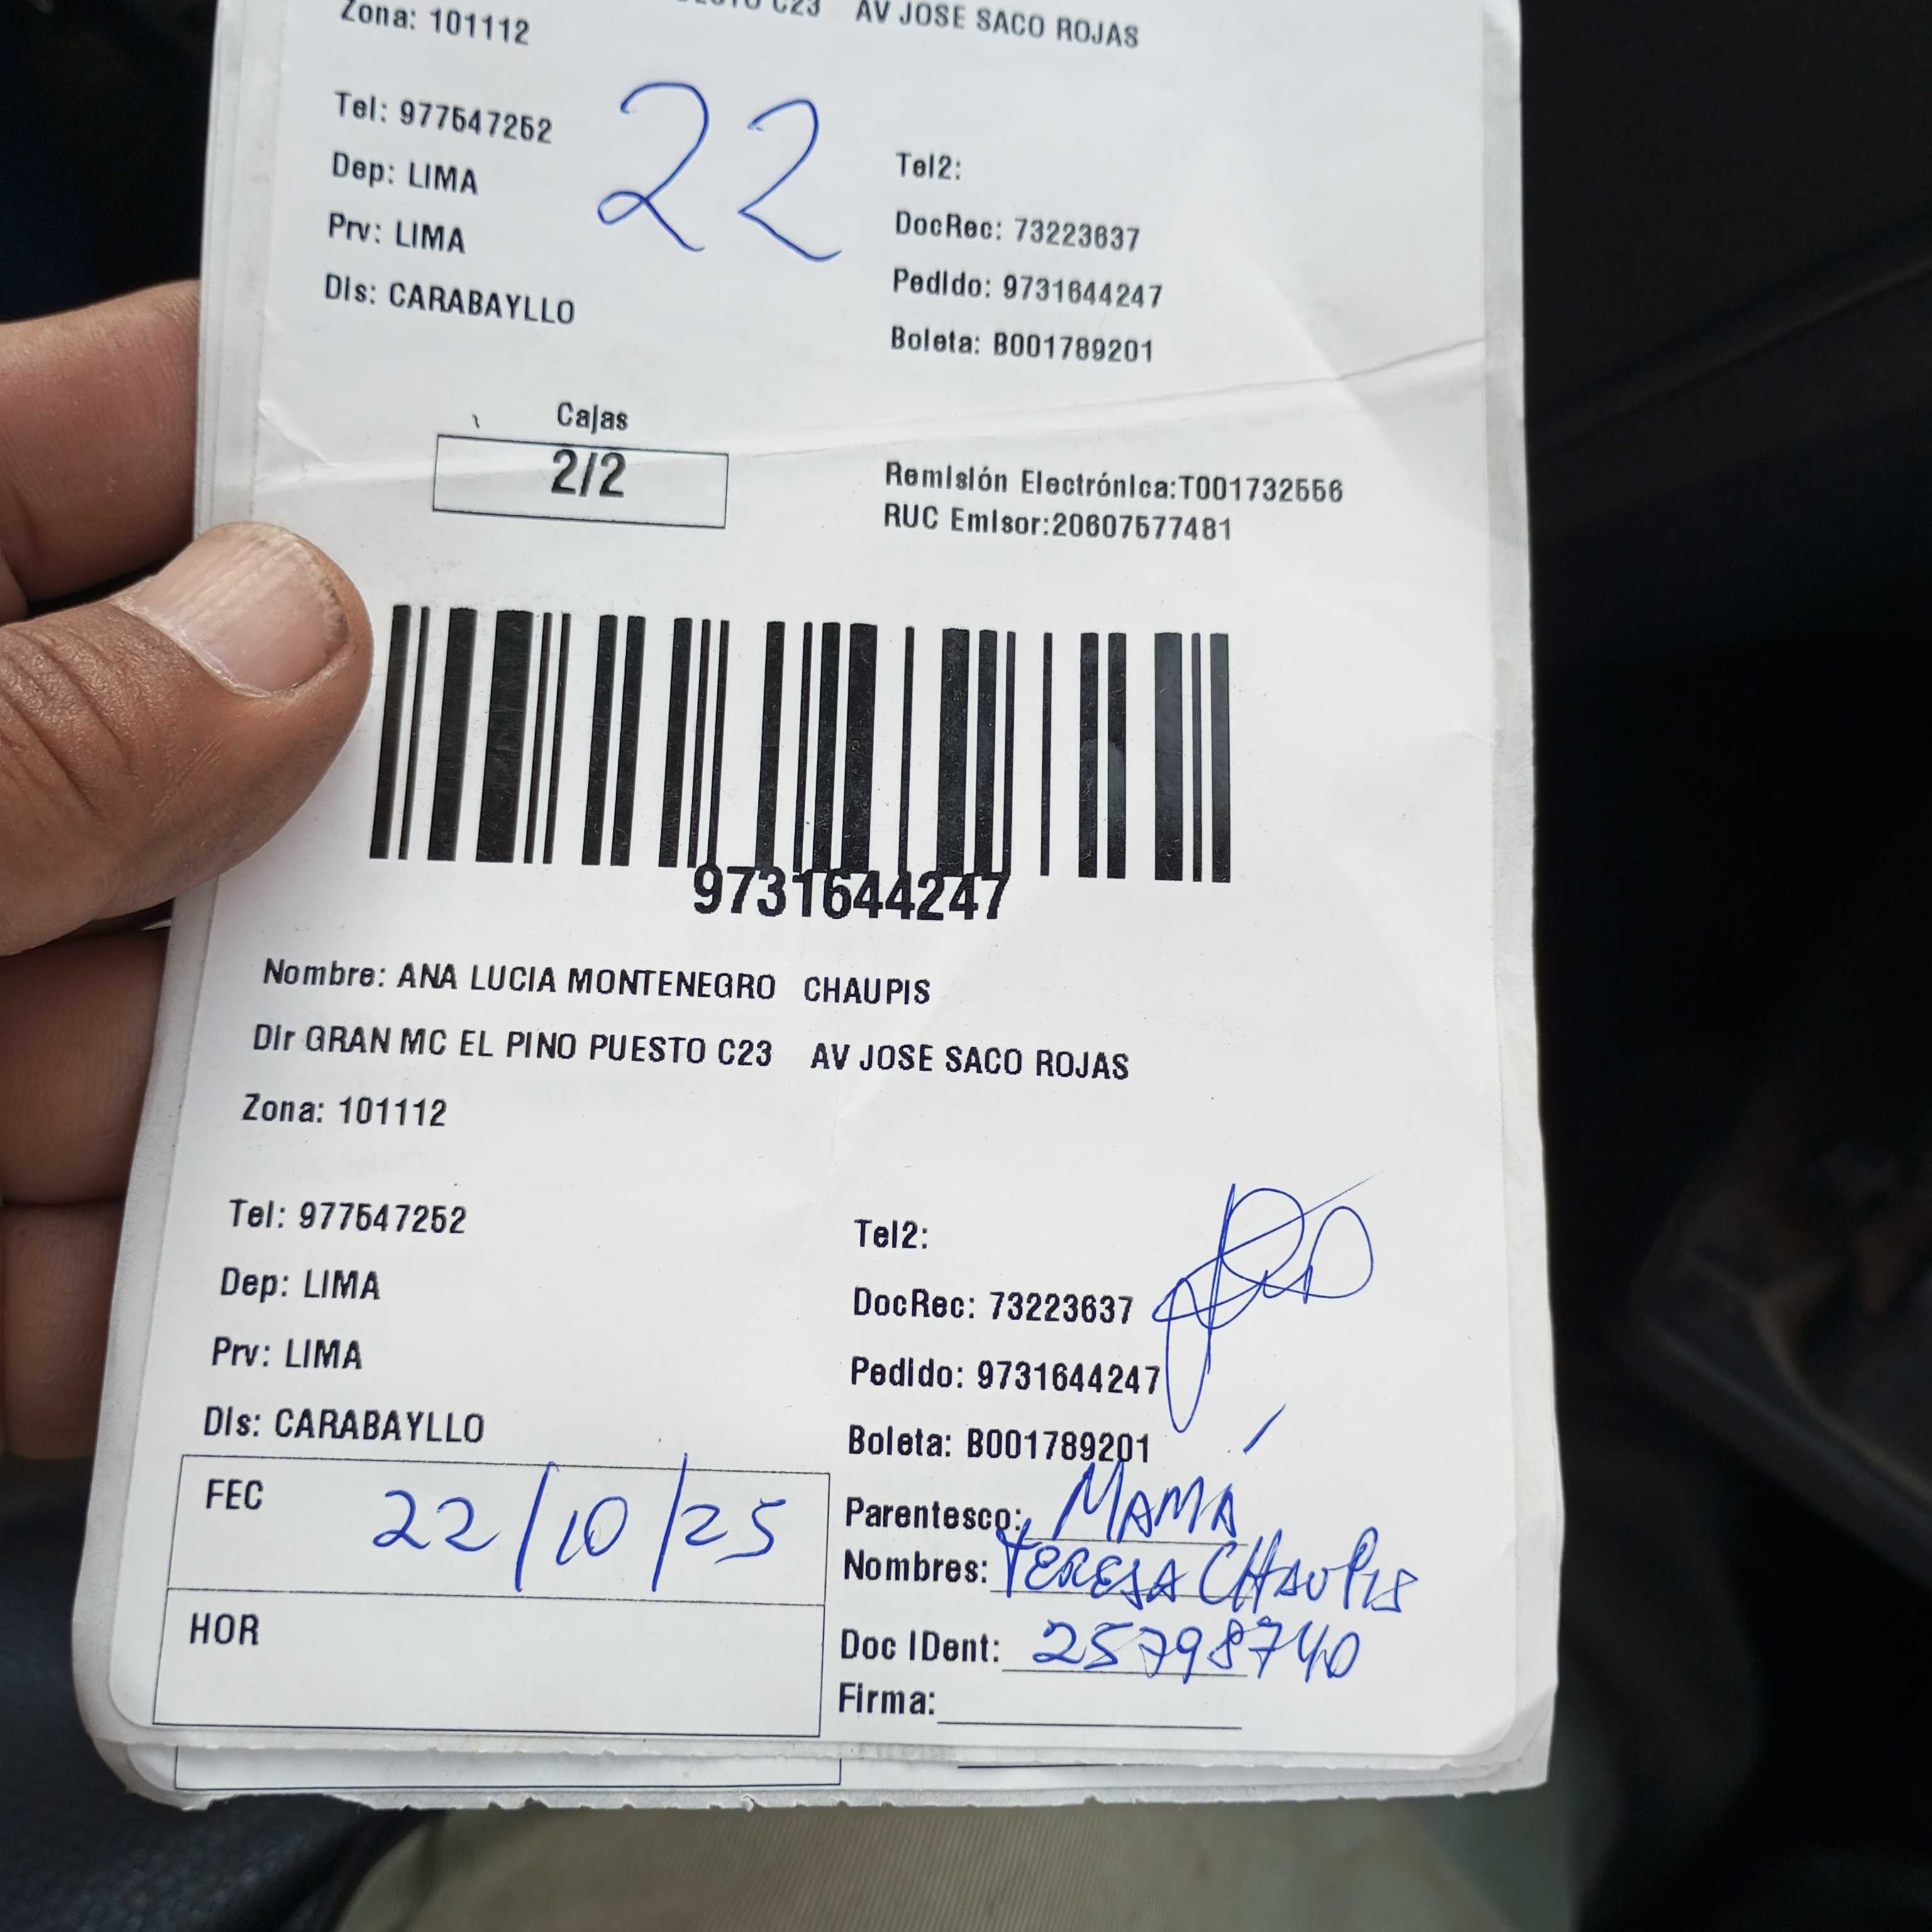 C23 AV JOSE SACO ROJAS
Zona: 101112
22
Tel: 977547252
Tel2:
Dep: LIMA
DocRec: 73223637
Prv: LIMA
Pedido: 9731644247
Dis: CARABAYLLO
Boleta: B001789201
Cajas
2/2
Remisión Electrónica:T001732556
RUC Emisor:20607577481
9731644247
Nombre: ANA LUCIA MONTENEGRO CHAUPIS
Dir GRAN MC EL PINO PUESTO C23 AV JOSE SACO ROJAS
Zona: 101112
Tel: 977547252
Tel2:
Dep: LIMA
DocRec: 73223637
Prv: LIMA
Pedido: 9731644247
Dis: CARABAYLLO
Boleta: B001789201
FEC 22/10/25
Parentesco: MAMÁ
Nombres: TERESA CHAUPIS
HOR
Doc IDent: 25798740
Firma: